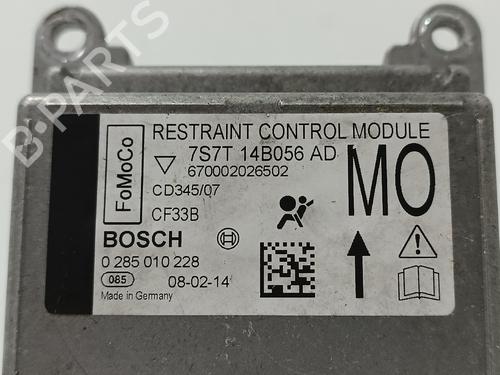 RESTRAINT CONTROL MODULE
FoMoCo
7S7T 14B056 AD
670002026502
CD345/07
CF33B
MO
BOSCH
0 285 010 228
085
08-02-14
Made in Germany
B-PARTS